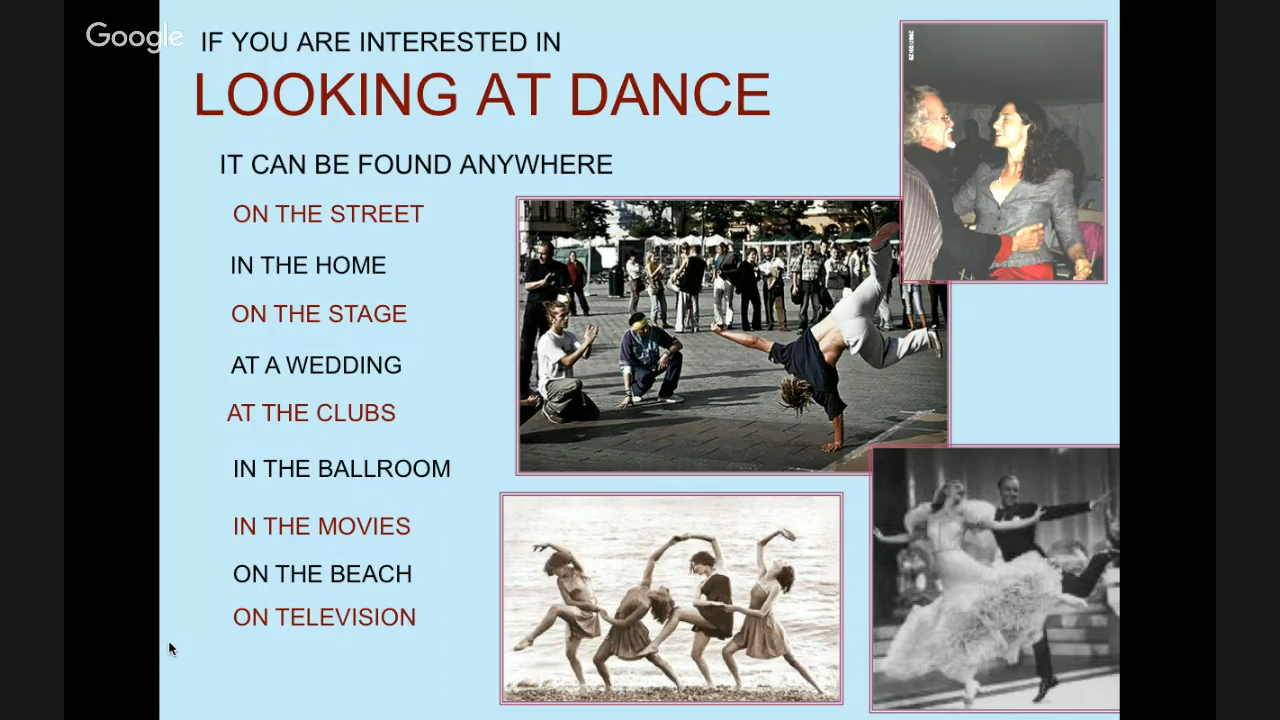 Google
IF YOU ARE INTERESTED IN
LOOKING AT DANCE
IT CAN BE FOUND ANYWHERE
ON THE STREET
IN THE HOME
ON THE STAGE
AT A WEDDING
AT THE CLUBS
IN THE BALLROOM
IN THE MOVIES
ON THE BEACH
ON TELEVISION